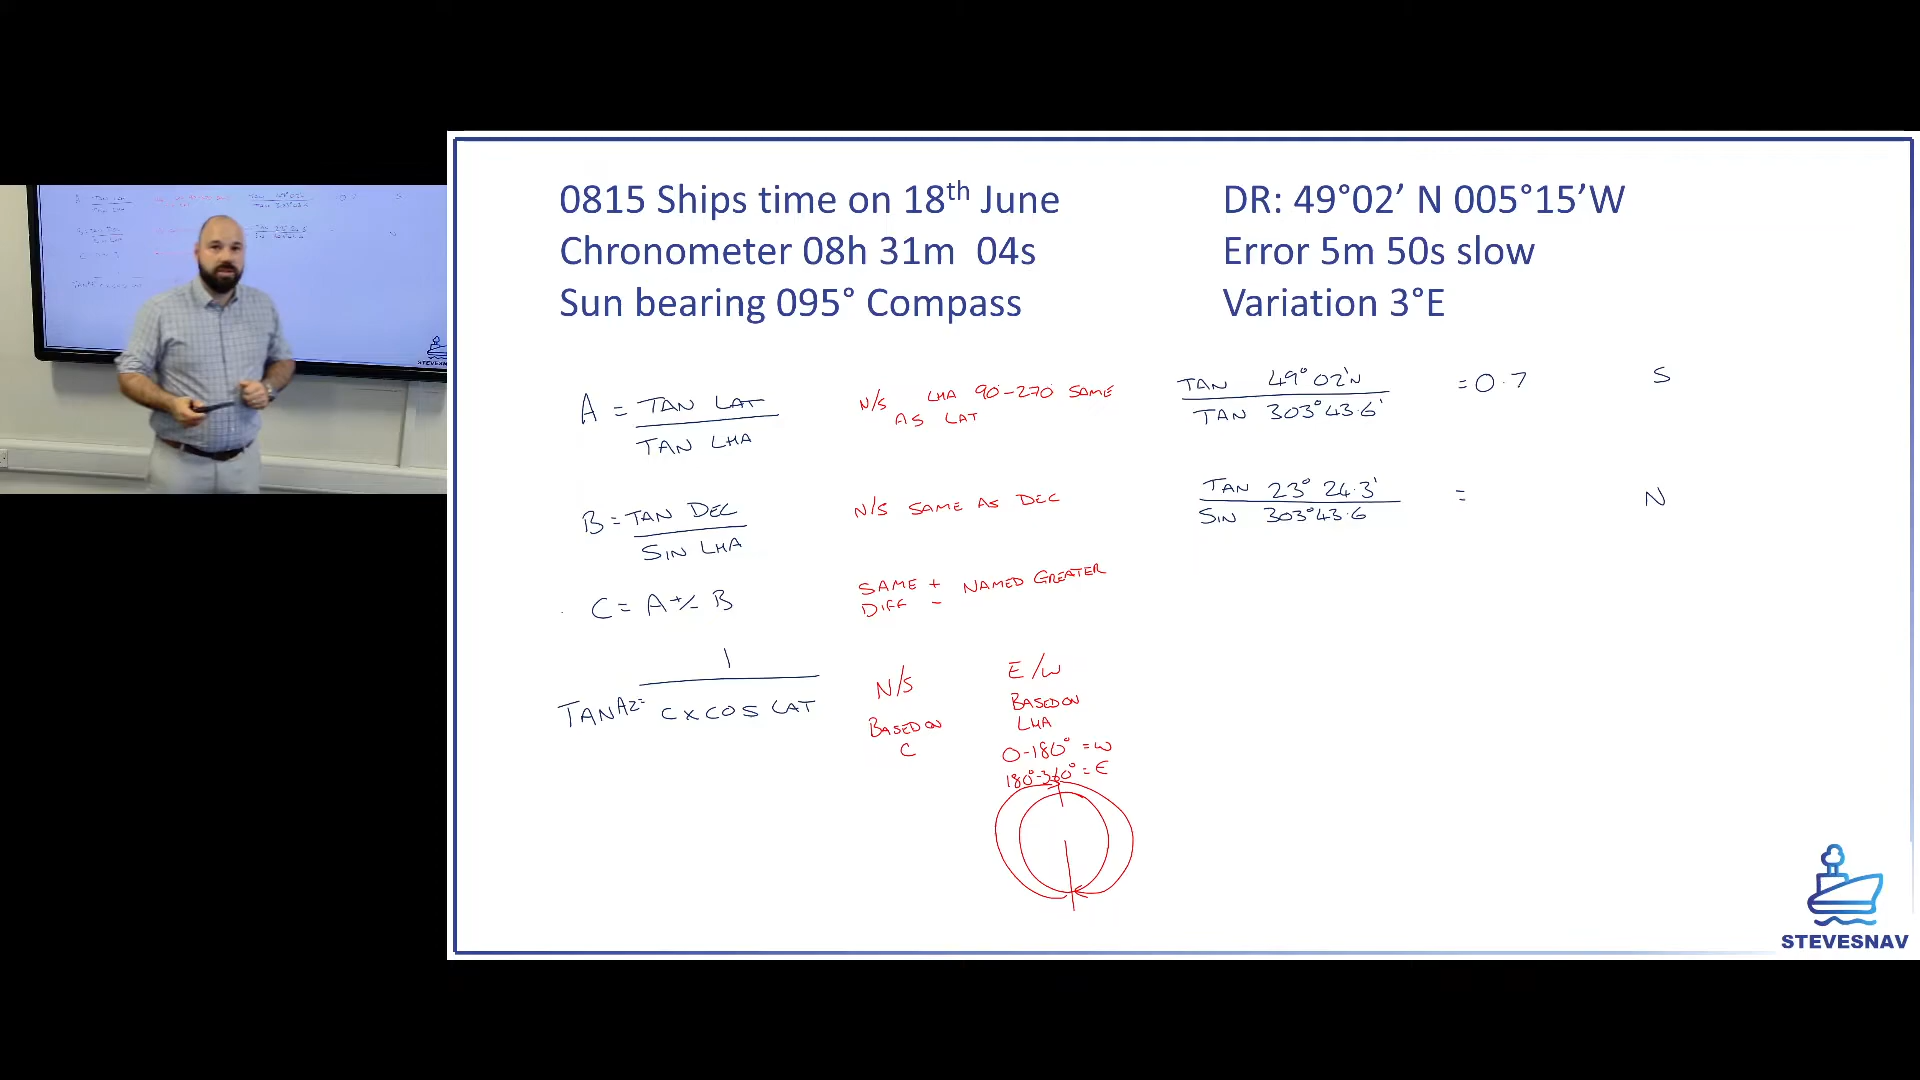 0815 Ships time on 18th June
Chronometer 08h 31m 04s
Sun bearing 095° Compass
DR: 49°02’ N 005°15’W
Error 5m 50s slow
Variation 3°E
A = TAN LAT
TAN LHA
N/S LHA 90°-270° SAME
AS LAT
TAN 49° 02'N = 0.7 S
TAN 303°43.6'
B = TAN DEC
SIN LHA
N/S SAME AS DEC
TAN 23° 24.3' = N
SIN 303°43.6
C = A +/- B
SAME + NAMED GREATER
DIFF -
1
TAN AZ = C x COS LAT
N/S
BASED ON
C
E/W
BASED ON
LHA
0-180° = W
180°-360° = E
STEVESNAV